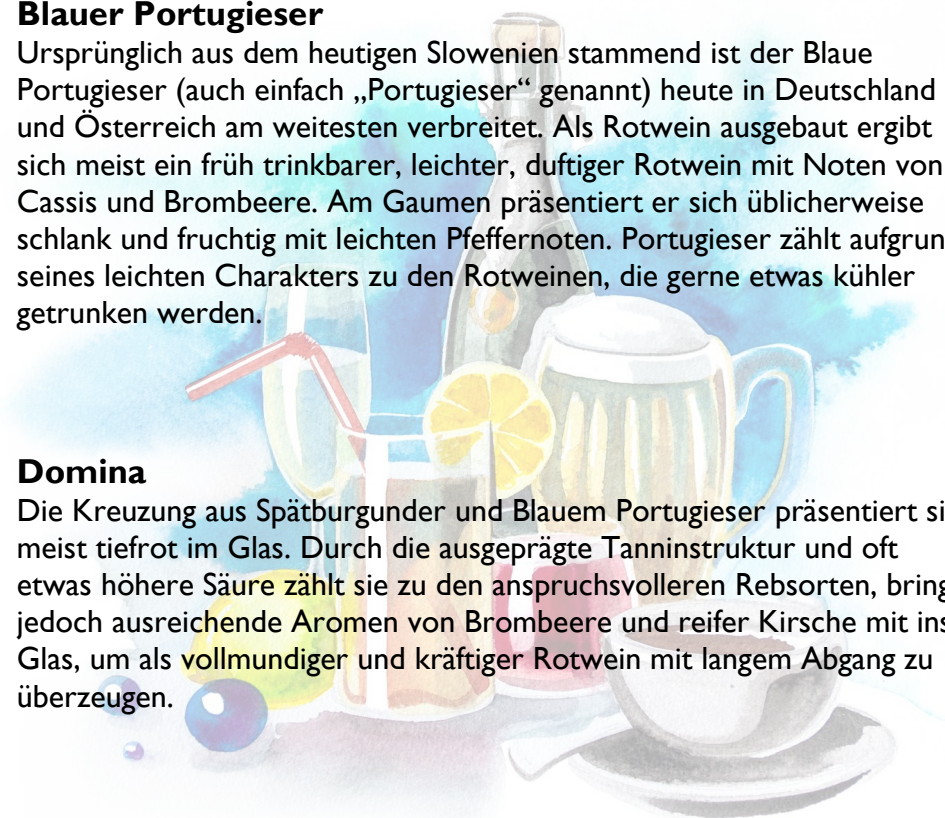 Blauer Portugieser
Ursprünglich aus dem heutigen Slowenien stammend ist der Blaue
Portugieser (auch einfach „Portugieser“ genannt) heute in Deutschland
und Österreich am weitesten verbreitet. Als Rotwein ausgebaut ergibt
sich meist ein früh trinkbarer, leichter, duftiger Rotwein mit Noten von
Cassis und Brombeere. Am Gaumen präsentiert er sich üblicherweise
schlank und fruchtig mit leichten Pfeffernoten. Portugieser zählt aufgrun
seines leichten Charakters zu den Rotweinen, die gerne etwas kühler
getrunken werden.
Domina
Die Kreuzung aus Spätburgunder und Blauem Portugieser präsentiert si
meist tiefrot im Glas. Durch die ausgeprägte Tanninstruktur und oft
etwas höhere Säure zählt sie zu den anspruchsvolleren Rebsorten, bring
jedoch ausreichende Aromen von Brombeere und reifer Kirsche mit ins
Glas, um als vollmundiger und kräftiger Rotwein mit langem Abgang zu
überzeugen.